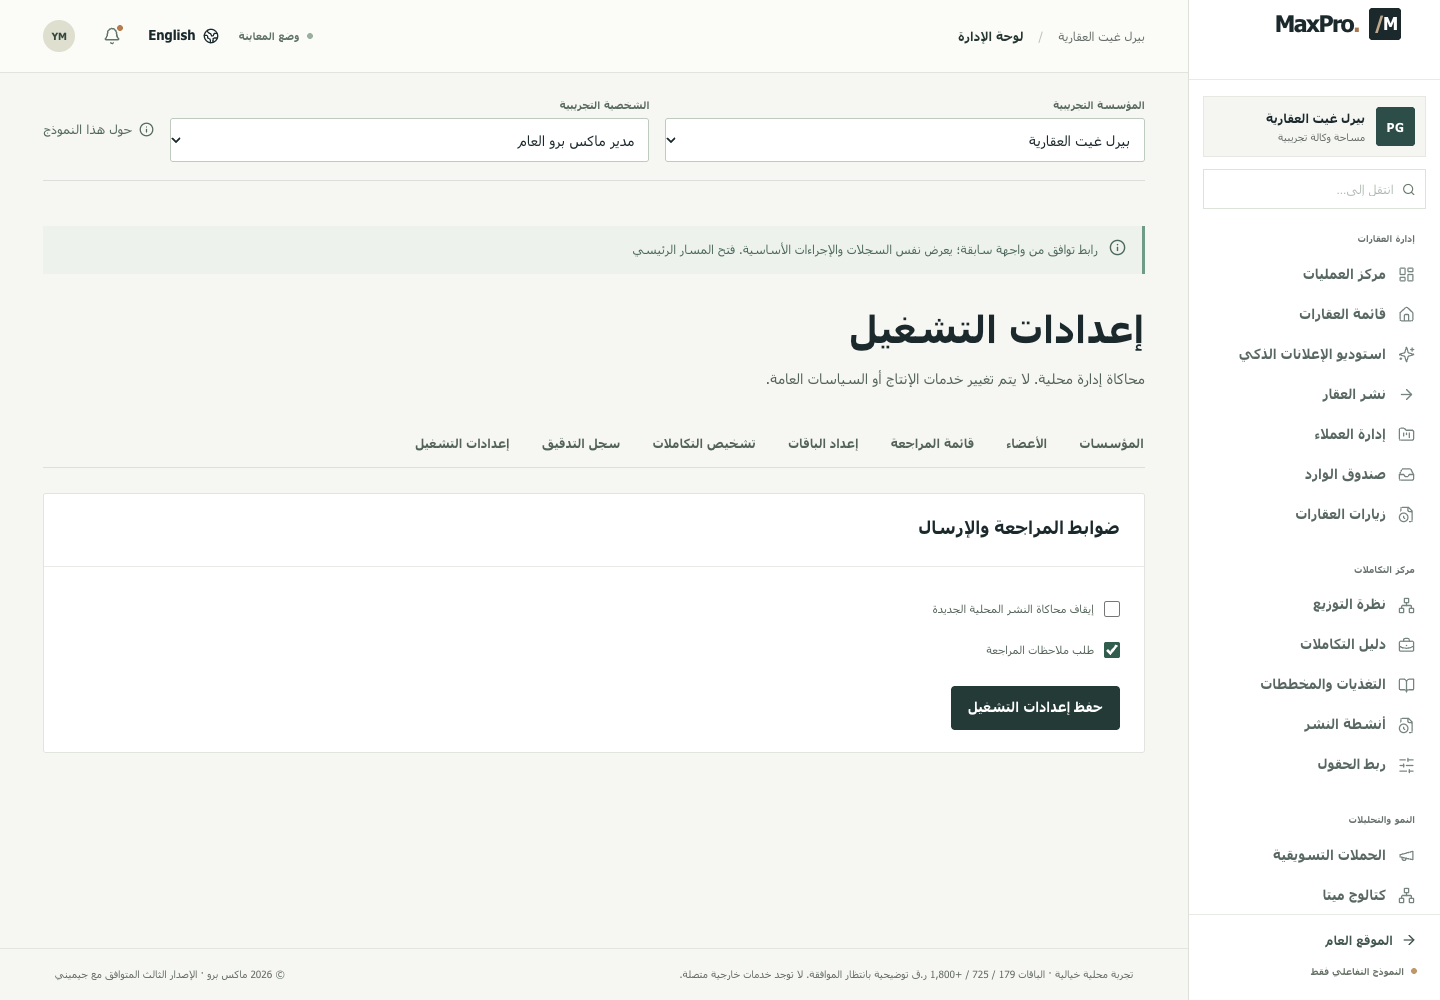 MaxPro.
/M
بيرل غيت العقارية
مساحة وكالة تجريبية
PG
انتقل إلى...
إدارة العقارات
مركز العمليات
قائمة العقارات
استوديو الإعلانات الذكي
نشر العقار
إدارة العملاء
صندوق الوارد
زيارات العقارات
مركز التكاملات
نظرة التوزيع
دليل التكاملات
التغذيات والمخططات
أنشطة النشر
ربط الحقول
النمو والتحليلات
الحملات التسويقية
كتالوج ميتا
الموقع العام
النموذج التفاعلي فقط
بيرل غيت العقارية / لوحة الإدارة
وضع المعاينة
English
YM
المؤسسة التجريبية
بيرل غيت العقارية
الشخصية التجريبية
مدير ماكس برو العام
حول هذا النموذج
رابط توافق من واجهة سابقة؛ يعرض نفس السجلات والإجراءات الأساسية. فتح المسار الرئيسي
إعدادات التشغيل
محاكاة إدارة محلية. لا يتم تغيير خدمات الإنتاج أو السياسات العامة.
المؤسسات الأعضاء قائمة المراجعة إعداد الباقات تشخيص التكاملات سجل التدقيق إعدادات التشغيل
ضوابط المراجعة والإرسال
إيقاف محاكاة النشر المحلية الجديدة
طلب ملاحظات المراجعة
حفظ إعدادات التشغيل
تجربة محلية خيالية · الباقات 179 / 725 / +1,800 ر.ق توضيحية بانتظار الموافقة. لا توجد خدمات خارجية متصلة.
© 2026 ماكس برو · الإصدار الثالث المتوافق مع جيميني